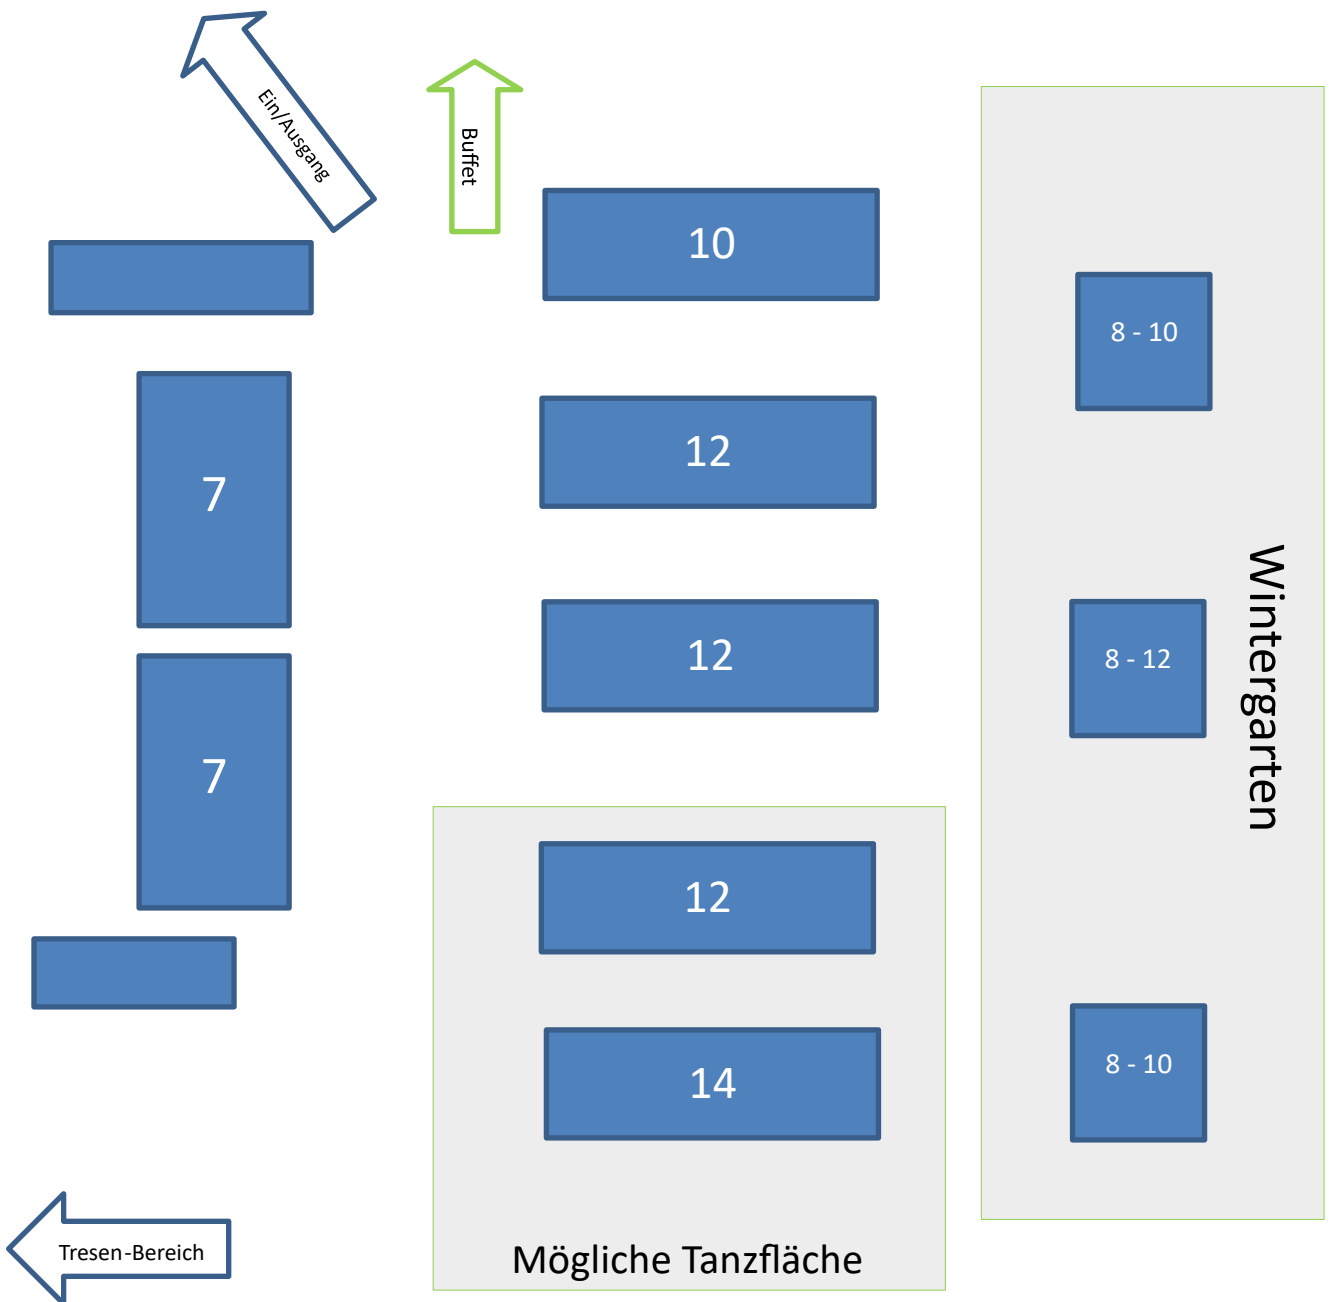 Ein/Ausgang
Buffet
10
8 - 10
12
7
12
8 - 12
Wintergarten
7
12
14
8 - 10
Tresen-Bereich
Mögliche Tanzfläche